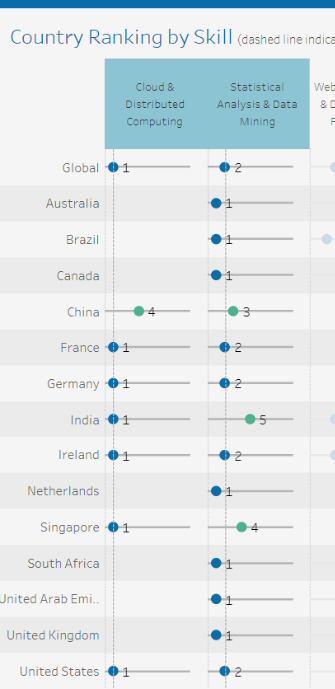 Country Ranking by Skill (dashed line indica
Cloud & Distributed Computing
Statistical Analysis & Data Mining
Web
& D
Global 1 2
Australia 1
Brazil 1
Canada 1
China 4 3
France 1 2
Germany 1 2
India 1 5
Ireland 1 2
Netherlands 1
Singapore 1 4
South Africa 1
United Arab Emi.. 1
United Kingdom 1
United States 1 2